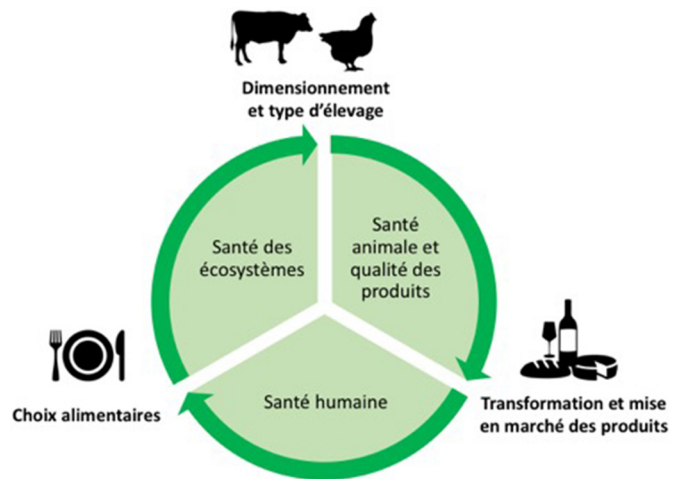 Dimensionnement
et type d'élevage
Santé des
écosystèmes
Santé
animale et
qualité des
produits
Choix alimentaires
Santé humaine
Transformation et mise
en marché des produits